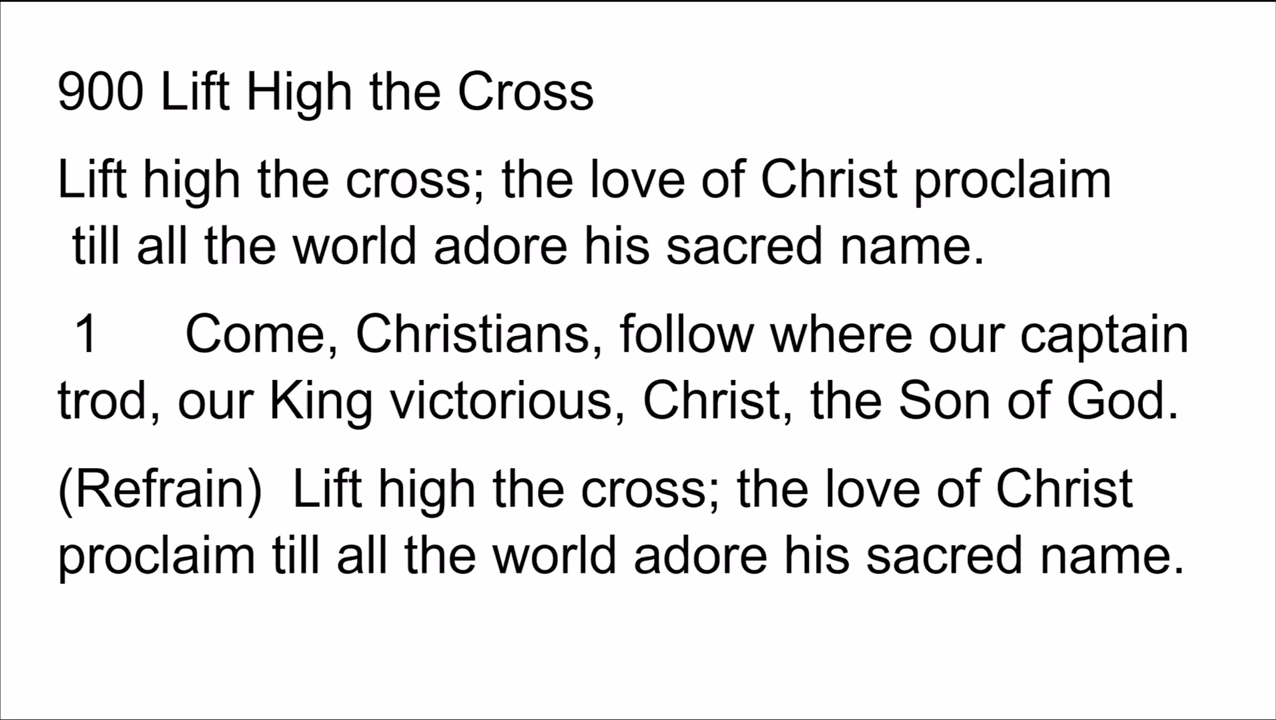 900 Lift High the Cross
Lift high the cross; the love of Christ proclaim
till all the world adore his sacred name.
1 Come, Christians, follow where our captain
trod, our King victorious, Christ, the Son of God.
(Refrain) Lift high the cross; the love of Christ
proclaim till all the world adore his sacred name.